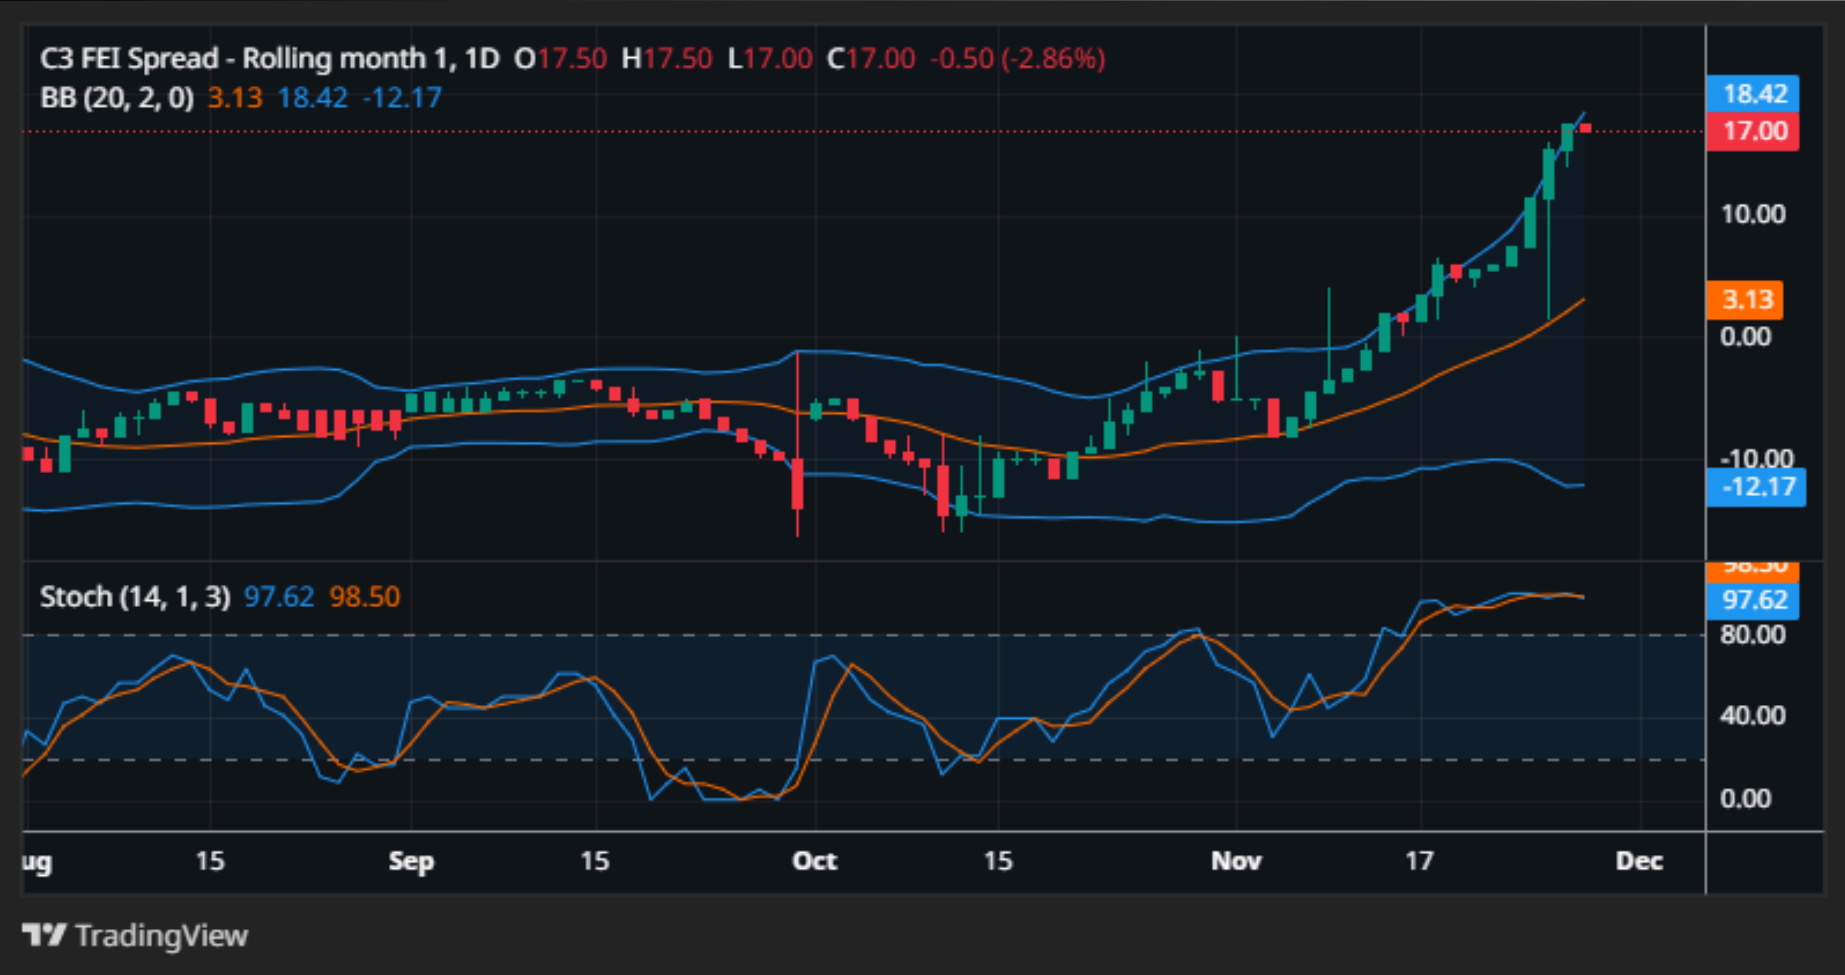 C3 FEI Spread - Rolling month 1, 1D O17.50 H17.50 L17.00 C17.00 -0.50 (-2.86%)
BB (20, 2, 0) 3.13 18.42 -12.17
18.42
17.00
10.00
3.13
0.00
-10.00
-12.17
Stoch (14, 1, 3) 97.62 98.50
98.50
97.62
80.00
40.00
0.00
ug 15 Sep 15 Oct 15 Nov 17 Dec
TradingView